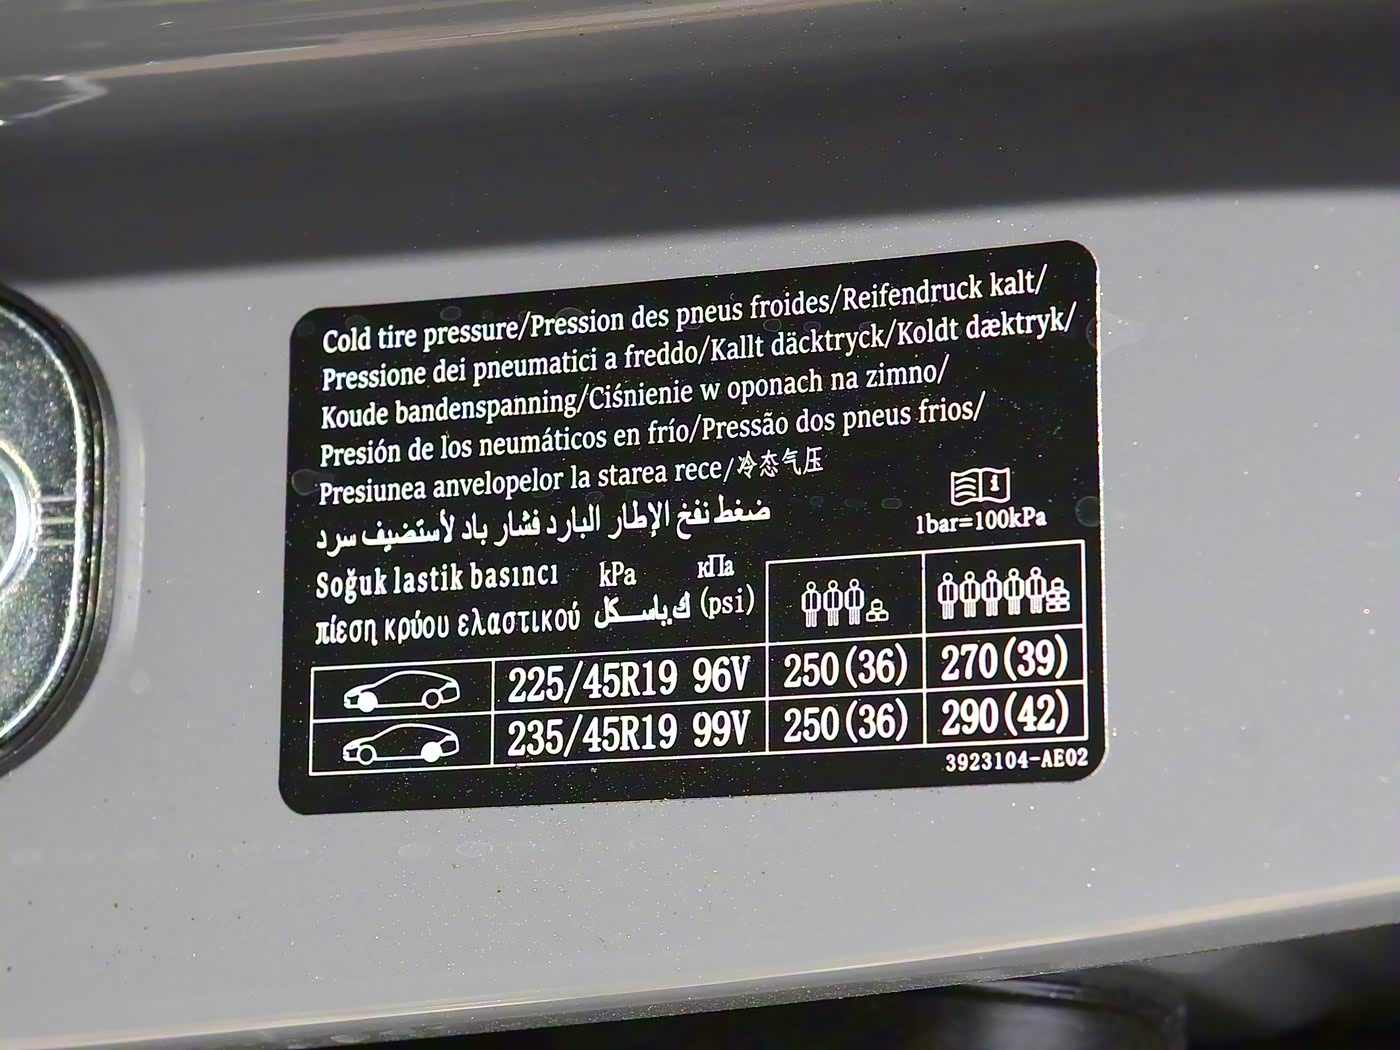 Cold tire pressure/Pression des pneus froides/Reifendruck kalt/
Pressione dei pneumatici a freddo/Kallt däcktryck/Koldt dæktryk/
Koude bandenspanning/Ciśnienie w oponach na zimno/
Presión de los neumáticos en frío/Pressão dos pneus frios/
Presiunea anvelopelor la starea rece/冷态气压
ضغط نفخ الإطار البارد فشار باد لأستضيف سرد
1bar=100kPa
Soğuk lastik basıncı kPa кПа
πίεση κρύου ελαστικού كيلو باسكال (psi)
225/45R19 96V 250(36) 270(39)
235/45R19 99V 250(36) 290(42)
3923104-AE02